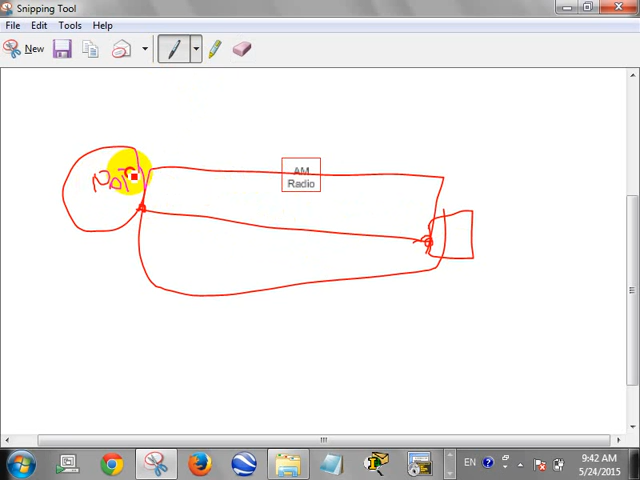 Snipping Tool
File Edit Tools Help
New
AM
Radio
EN
9:42 AM
5/24/2015